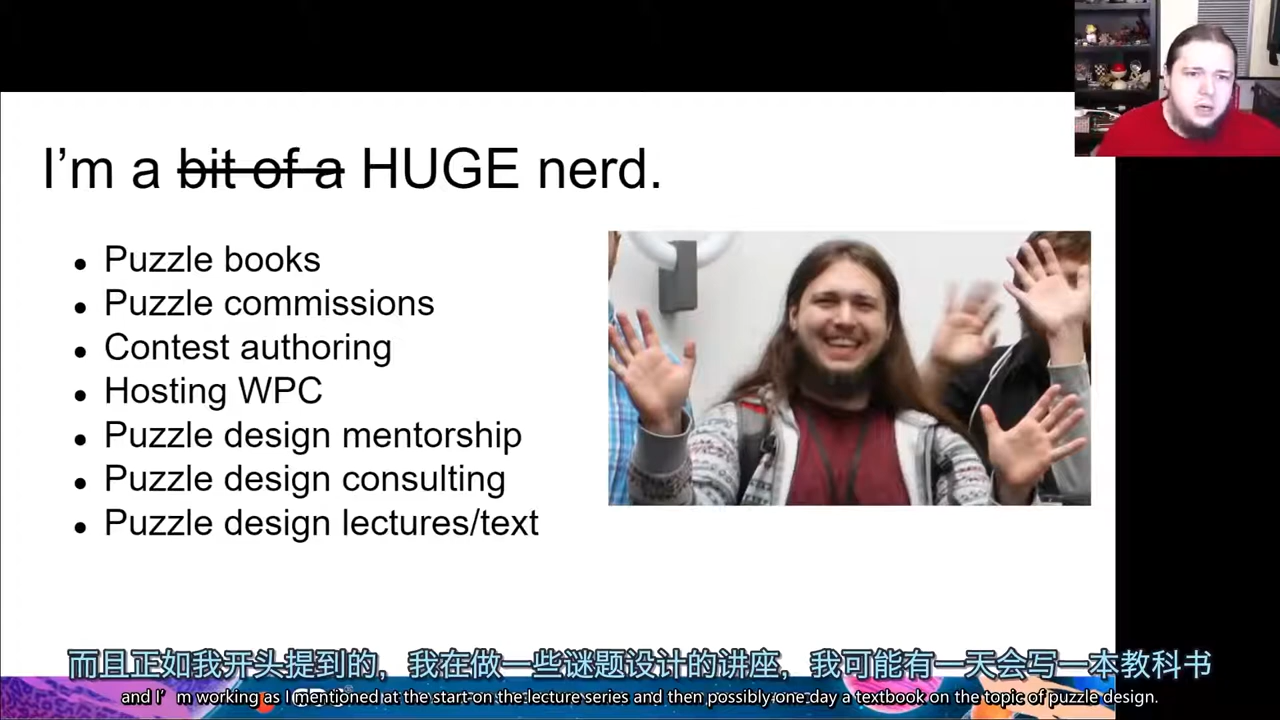 I’m a bit of a HUGE nerd.
Puzzle books
Puzzle commissions
Contest authoring
Hosting WPC
Puzzle design mentorship
Puzzle design consulting
Puzzle design lectures/text
而且正如我开头提到的，我在做一些谜题设计的讲座，我可能有一天会写一本教科书
and I’m working as I mentioned at the start on the lecture series and then possibly one day a textbook on the topic of puzzle design.